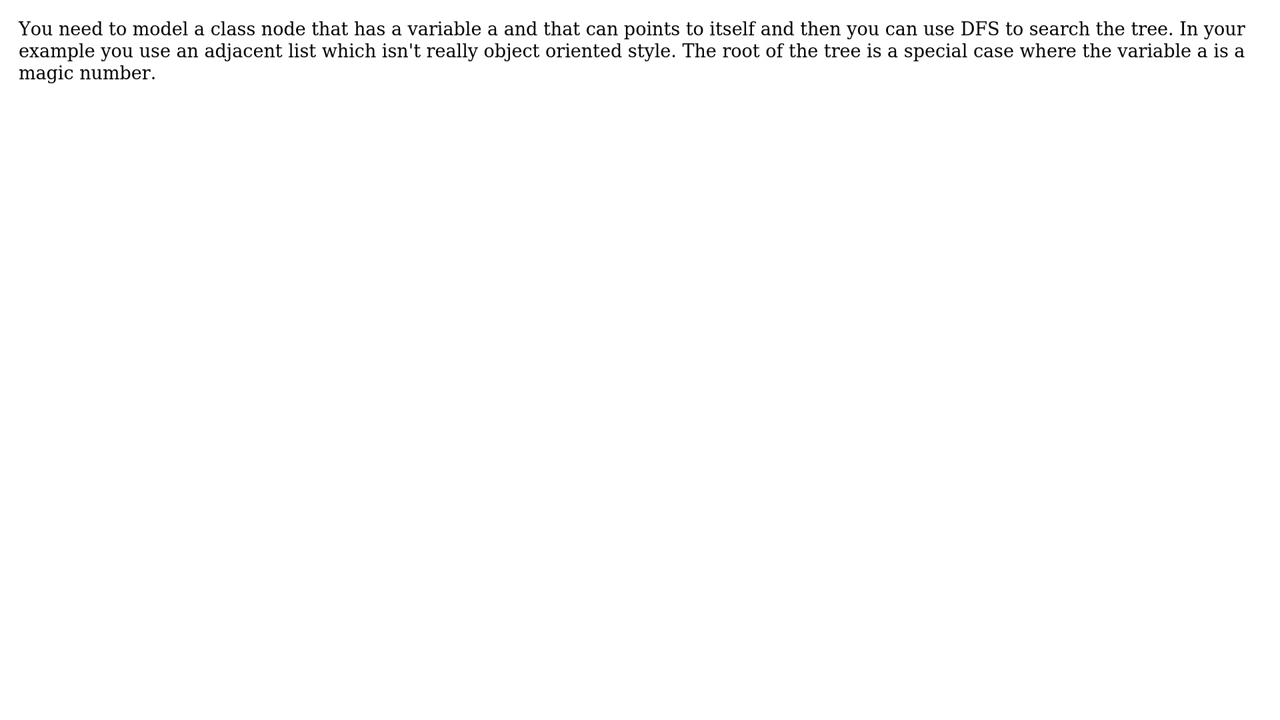 You need to model a class node that has a variable a and that can points to itself and then you can use DFS to search the tree. In your
example you use an adjacent list which isn't really object oriented style. The root of the tree is a special case where the variable a is a
magic number.